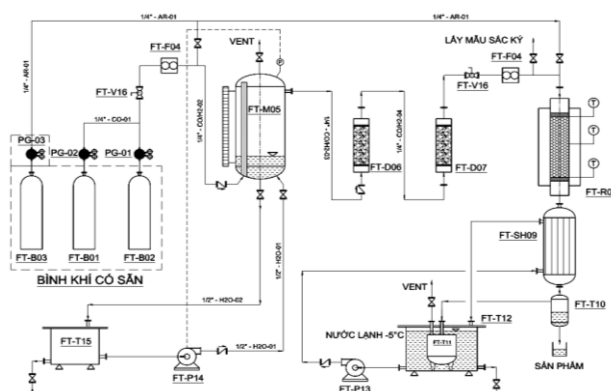 1/4" - AR-01
1/4" - AR-01
FT-F04
VENT
LẤY MẪU SẮC KÝ
FT-F04
1/4" - AR-01
FT-V16
P
FT-M05
FT-V16
1/4" - CO-01
1/4" - CO/H2-02
1/4" - CO/H2-03
1/4" - CO/H2-04
T
T
T
PG-03
PG-02
PG-01
FT-D06
FT-D07
FT-R0
FT-B03
FT-B01
FT-B02
BÌNH KHÍ CÓ SẴN
FT-SH09
1/2" - H2O-01
1/2" - H2O-02
VENT
FT-T10
FT-T12
NƯỚC LẠNH -5°C
FT-T11
FT-T15
1/2" - H2O-01
SẢN PHẨM
FT-P14
FT-P13